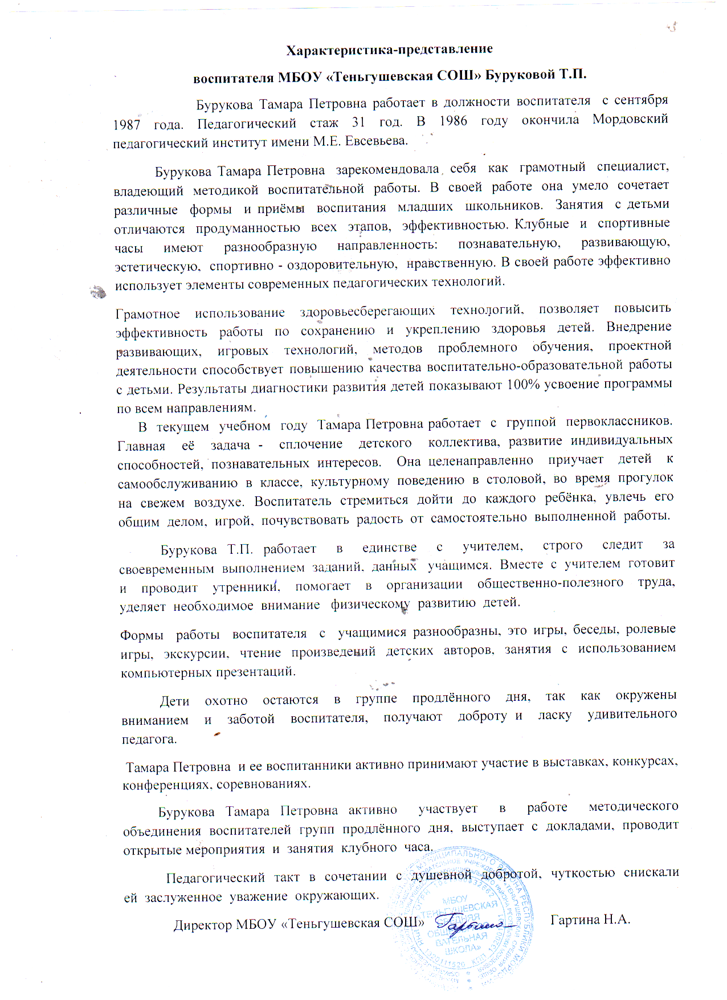 Характеристика-представление
воспитателя МБОУ «Теньгушевская СОШ» Буруковой Т.П.
Бурукова Тамара Петровна работает в должности воспитателя с сентября
1987 года. Педагогический стаж 31 год. В 1986 году окончила Мордовский
педагогический институт имени М.Е. Евсевьева.
Бурукова Тамара Петровна зарекомендовала себя как грамотный специалист,
владеющий методикой воспитательной работы. В своей работе она умело сочетает
различные формы и приёмы воспитания младших школьников. Занятия с детьми
отличаются продуманностью всех этапов, эффективностью. Клубные и спортивные
часы имеют разнообразную направленность: познавательную, развивающую,
эстетическую, спортивно - оздоровительную, нравственную. В своей работе эффективно
использует элементы современных педагогических технологий.
Грамотное использование здоровьесберегающих технологий, позволяет повысить
эффективность работы по сохранению и укреплению здоровья детей. Внедрение
развивающих, игровых технологий, методов проблемного обучения, проектной
деятельности способствует повышению качества воспитательно-образовательной работы
с детьми. Результаты диагностики развития детей показывают 100% усвоение программы
по всем направлениям.
В текущем учебном году Тамара Петровна работает с группой первоклассников.
Главная её задача - сплочение детского коллектива, развитие индивидуальных
способностей, познавательных интересов. Она целенаправленно приучает детей к
самообслуживанию в классе, культурному поведению в столовой, во время прогулок
на свежем воздухе. Воспитатель стремиться дойти до каждого ребёнка, увлечь его
общим делом, игрой, почувствовать радость от самостоятельно выполненной работы.
Бурукова Т.П. работает в единстве с учителем, строго следит за
своевременным выполнением заданий, данных учащимся. Вместе с учителем готовит
и проводит утренники, помогает в организации общественно-полезного труда,
уделяет необходимое внимание физическому развитию детей.
Формы работы воспитателя с учащимися разнообразны, это игры, беседы, ролевые
игры, экскурсии, чтение произведений детских авторов, занятия с использованием
компьютерных презентаций.
Дети охотно остаются в группе продлённого дня, так как окружены
вниманием и заботой воспитателя, получают доброту и ласку удивительного
педагога.
Тамара Петровна и ее воспитанники активно принимают участие в выставках, конкурсах,
конференциях, соревнованиях.
Бурукова Тамара Петровна активно участвует в работе методического
объединения воспитателей групп продлённого дня, выступает с докладами, проводит
открытые мероприятия и занятия клубного часа.
Педагогический такт в сочетании с душевной добротой, чуткостью снискали
ей заслуженное уважение окружающих.
Директор МБОУ «Теньгушевская СОШ» Гартина Н.А.
МБОУ
ТЕНЬГУШЕВСКАЯ
СРЕДНЯЯ
ВАТЕЛЬНАЯ
ШКОЛА»